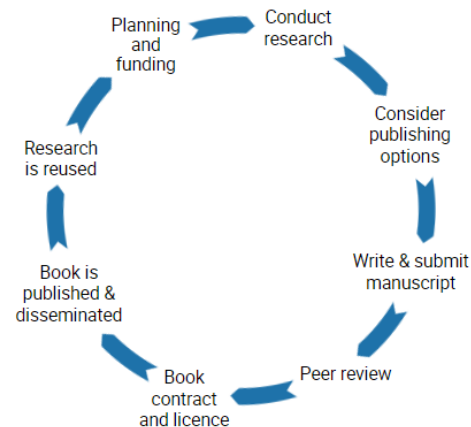 Planning
and
funding
Conduct
research
Consider
publishing
options
Write & submit
manuscript
Peer review
Book
contract
and licence
Book is
published &
disseminated
Research
is reused